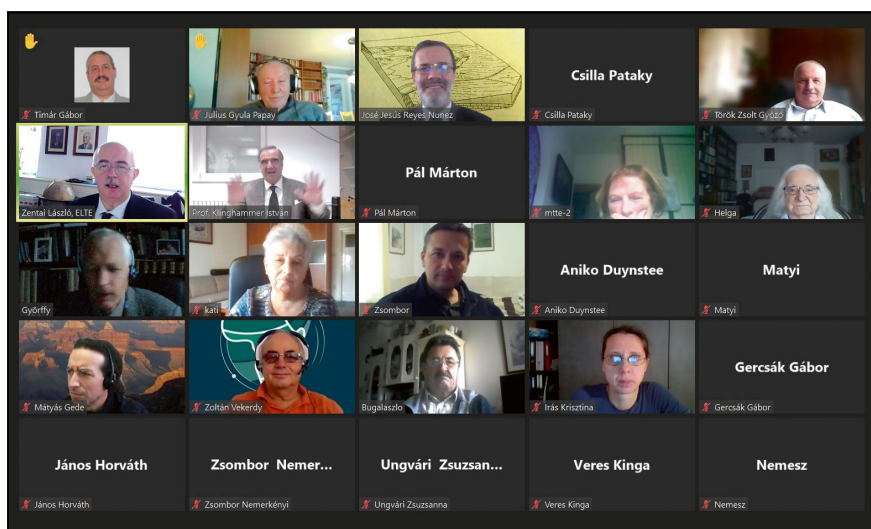 Timár Gábor
Julius Gyula Papay
José Jesús Reyes Nunez
Csilla Pataky
Csilla Pataky
Török Zsolt Győző
Zentai László, ELTE
Prof. Klinghammer István
Pál Márton
Pál Márton
mtte-2
Helga
Györffy
kati
Zsombor
Aniko Duynstee
Aniko Duynstee
Matyi
Matyi
Mátyás Gede
Zoltán Vekerdy
Bugalaszlo
Irás Krisztina
Gercsák Gábor
Gercsák Gábor
János Horváth
János Horváth
Zsombor Nemer...
Zsombor Nemerkényi
Ungvári Zsuzsan...
Ungvári Zsuzsanna
Veres Kinga
Veres Kinga
Nemesz
Nemesz